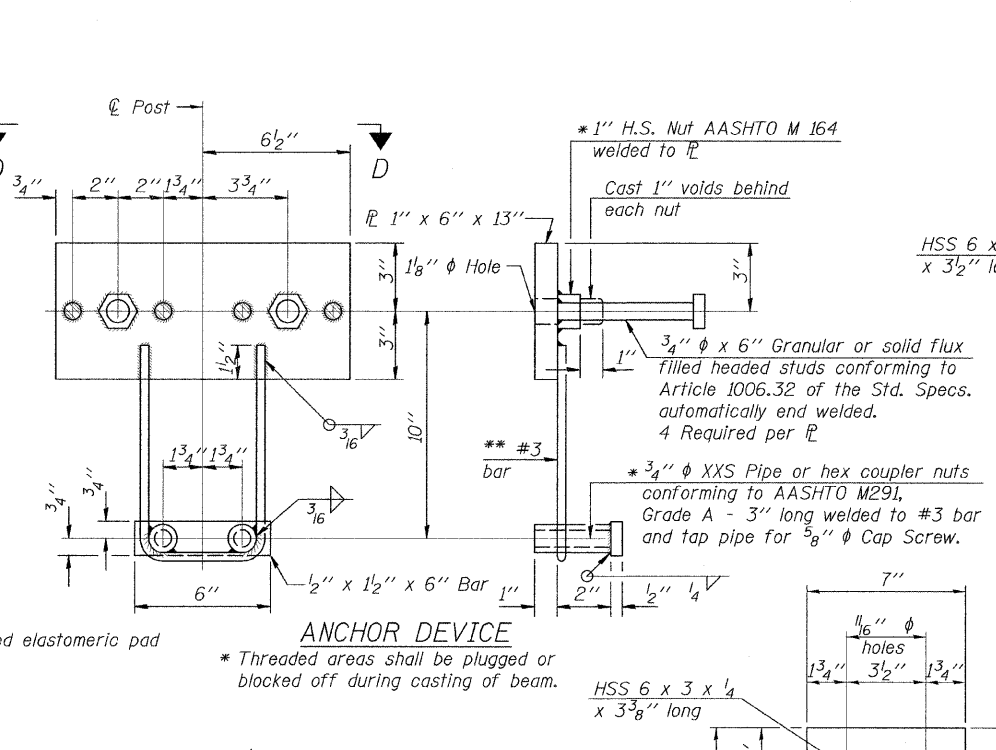 ℄ Post
6½"
D
D
¾"
2"
2"
1¾"
3¾"
* 1" H.S. Nut AASHTO M 164
welded to ℙL
Cast 1" voids behind
each nut
ℙL 1" x 6" x 13"
1⅛" ϕ Hole
3"
3"
3"
HSS 6 x
x 3½" lo
1½"
1"
¾" ϕ x 6" Granular or solid flux
filled headed studs conforming to
Article 1006.32 of the Std. Specs.
automatically end welded.
4 Required per ℙL
3/16
10"
** #3
bar
1¾"
1¾"
¾"
¾"
3/16
* ¾" ϕ XXS Pipe or hex coupler nuts
conforming to AASHTO M291,
Grade A - 3" long welded to #3 bar
and tap pipe for ⅝" ϕ Cap Screw.
½" x 1½" x 6" Bar
6"
1"
2"
½"
¼
7"
ed elastomeric pad
ANCHOR DEVICE
* Threaded areas shall be plugged or
blocked off during casting of beam.
11/16" ϕ
holes
1¾"
3½"
1¾"
HSS 6 x 3 x ¼
x 3⅜" long